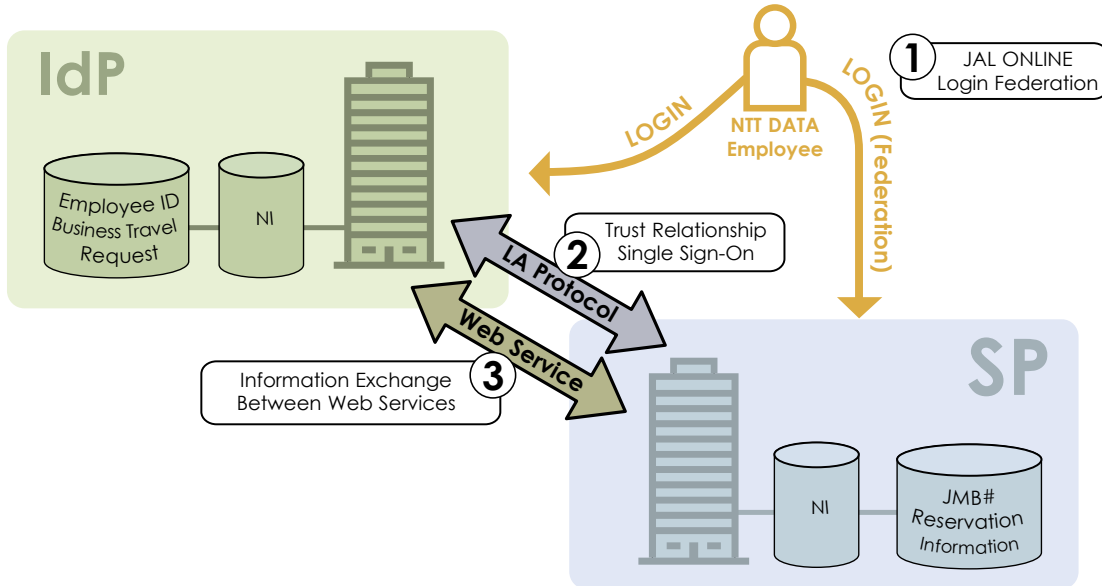 IdP
1
JAL ONLINE
Login Federation
LOGIN
LOGIN (Federation)
NTT DATA
Employee
Employee ID
Business Travel
Request
NI
2
Trust Relationship
Single Sign-On
LA Protocol
Web Service
3
Information Exchange
Between Web Services
SP
NI
JMB#
Reservation
Information